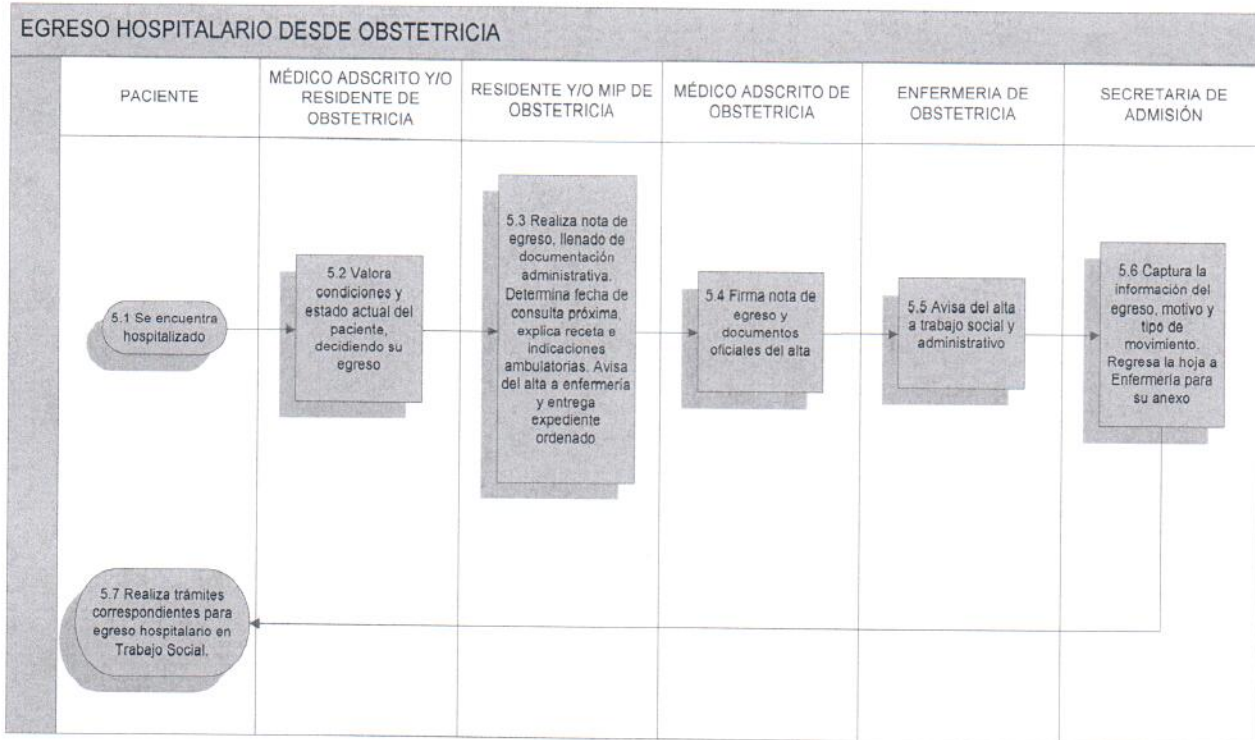 EGRESO HOSPITALARIO DESDE OBSTETRICIA
PACIENTE
MÉDICO ADSCRITO Y/O
RESIDENTE DE
OBSTETRICIA
RESIDENTE Y/O MIP DE
OBSTETRICIA
MÉDICO ADSCRITO DE
OBSTETRICIA
ENFERMERIA DE
OBSTETRICIA
SECRETARIA DE
ADMISIÓN
5.1 Se encuentra
hospitalizado
5.2 Valora
condiciones y
estado actual del
paciente,
decidiendo su
egreso
5.3 Realiza nota de
egreso, llenado de
documentación
administrativa.
Determina fecha de
consulta próxima,
explica receta e
indicaciones
ambulatorias. Avisa
del alta a enfermería
y entrega
expediente
ordenado
5.4 Firma nota de
egreso y
documentos
oficiales del alta
5.5 Avisa del alta
a trabajo social y
administrativo
5.6 Captura la
información del
egreso, motivo y
tipo de
movimiento.
Regresa la hoja a
Enfermería para
su anexo
5.7 Realiza trámites
correspondientes para
egreso hospitalario en
Trabajo Social.